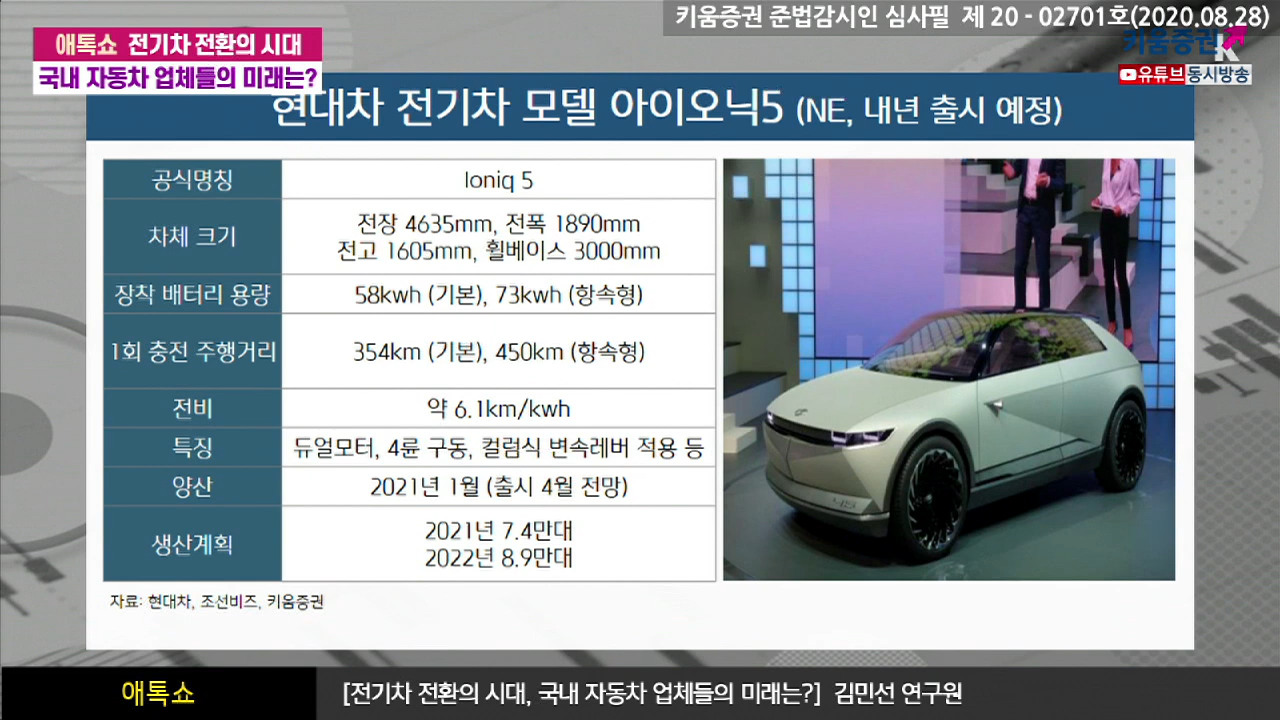 키움증권 준법감시인 심사필 제 20 - 02701호(2020.08.28)
애톡쇼 전기차 전환의 시대
국내 자동차 업체들의 미래는?
키움증권
유튜브 동시방송
현대차 전기차 모델 아이오닉5 (NE, 내년 출시 예정)
공식명칭 Ioniq 5
차체 크기 전장 4635mm, 전폭 1890mm
전고 1605mm, 휠베이스 3000mm
장착 배터리 용량 58kwh (기본), 73kwh (항속형)
1회 충전 주행거리 354km (기본), 450km (항속형)
전비 약 6.1km/kwh
특징 듀얼모터, 4륜 구동, 컬럼식 변속레버 적용 등
양산 2021년 1월 (출시 4월 전망)
생산계획 2021년 7.4만대
2022년 8.9만대
45
자료: 현대차, 조선비즈, 키움증권
애톡쇼 [전기차 전환의 시대, 국내 자동차 업체들의 미래는?] 김민선 연구원